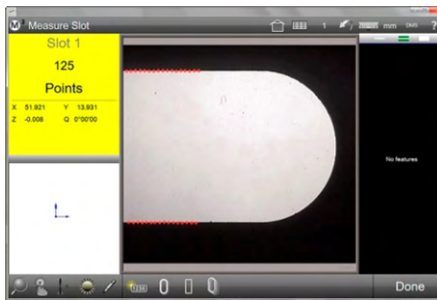 Measure Slot
1
mm
DMS
?
Slot 1
125
Points
X 51.921 Y 13.931
Z -0.008 Q 0°00'00
No features
Done